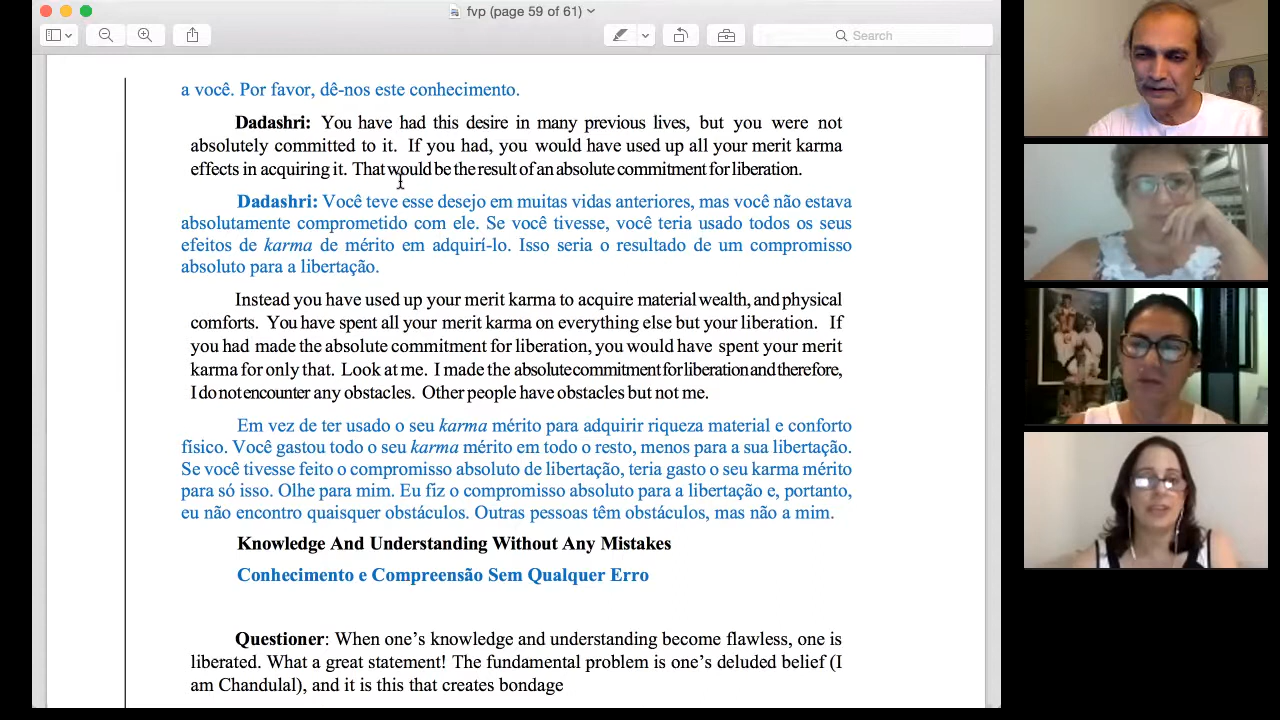 fvp (page 59 of 61)
Search
a você. Por favor, dê-nos este conhecimento.
Dadashri: You have had this desire in many previous lives, but you were not
absolutely committed to it. If you had, you would have used up all your merit karma
effects in acquiring it. That would be the result of an absolute commitment for liberation.
Dadashri: Você teve esse desejo em muitas vidas anteriores, mas você não estava
absolutamente comprometido com ele. Se você tivesse, você teria usado todos os seus
efeitos de karma de mérito em adquirí-lo. Isso seria o resultado de um compromisso
absoluto para a libertação.
Instead you have used up your merit karma to acquire material wealth, and physical
comforts. You have spent all your merit karma on everything else but your liberation. If
you had made the absolute commitment for liberation, you would have spent your merit
karma for only that. Look at me. I made the absolute commitment for liberation and therefore,
I do not encounter any obstacles. Other people have obstacles but not me.
Em vez de ter usado o seu karma mérito para adquirir riqueza material e conforto
físico. Você gastou todo o seu karma mérito em todo o resto, menos para a sua libertação.
Se você tivesse feito o compromisso absoluto de libertação, teria gasto o seu karma mérito
para só isso. Olhe para mim. Eu fiz o compromisso absoluto para a libertação e, portanto,
eu não encontro quaisquer obstáculos. Outras pessoas têm obstáculos, mas não a mim.
Knowledge And Understanding Without Any Mistakes
Conhecimento e Compreensão Sem Qualquer Erro
Questioner: When one’s knowledge and understanding become flawless, one is
liberated. What a great statement! The fundamental problem is one’s deluded belief (I
am Chandulal), and it is this that creates bondage